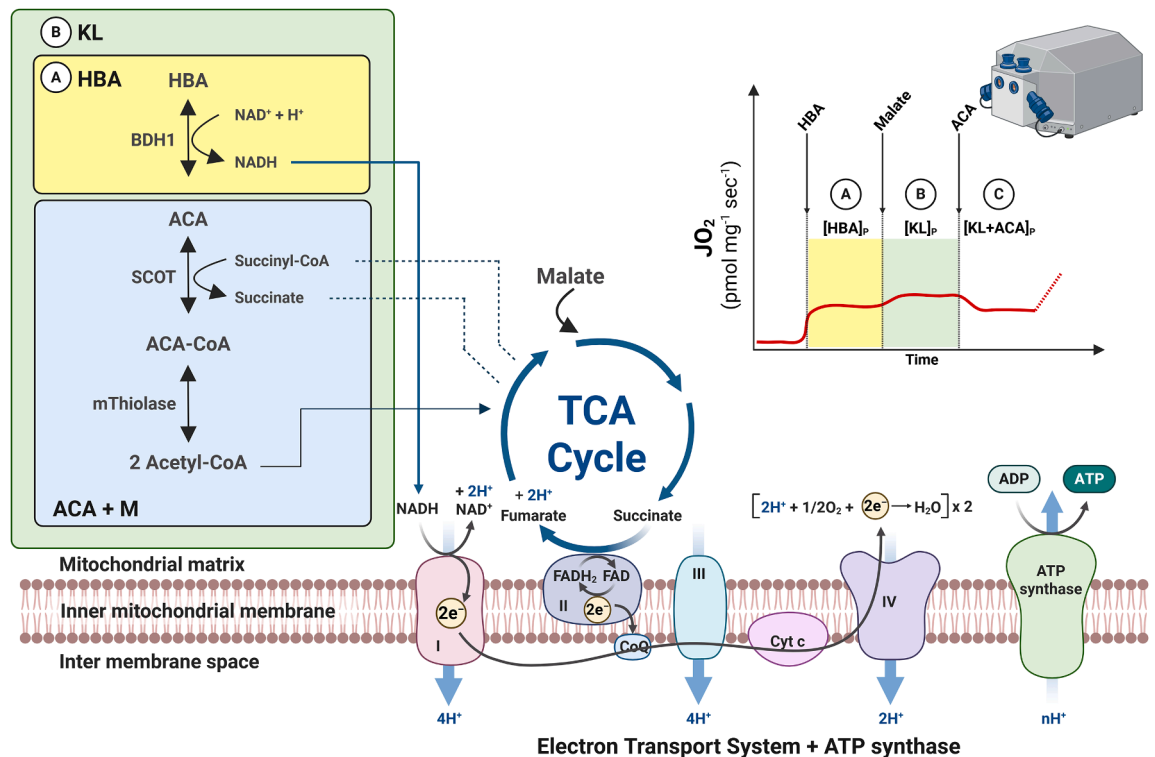 B KL
A HBA
HBA
NAD⁺ + H⁺
BDH1
NADH
ACA
Succinyl-CoA
SCOT
Succinate
ACA-CoA
mThiolase
2 Acetyl-CoA
ACA + M
HBA
Malate
ACA
A
B
C
[HBA]ₚ
[KL]ₚ
[KL+ACA]ₚ
JO₂
(pmol mg⁻¹ sec⁻¹)
Time
Malate
TCA
Cycle
NADH
+ 2H⁺
NAD⁺
+ 2H⁺
Fumarate
Succinate
[2H⁺ + 1/2O₂ + 2e⁻ → H₂O] x 2
ADP
ATP
Mitochondrial matrix
Inner mitochondrial membrane
Inter membrane space
2e⁻
I
FADH₂ FAD
II
2e⁻
CoQ
III
Cyt c
IV
ATP
synthase
4H⁺
4H⁺
2H⁺
nH⁺
Electron Transport System + ATP synthase